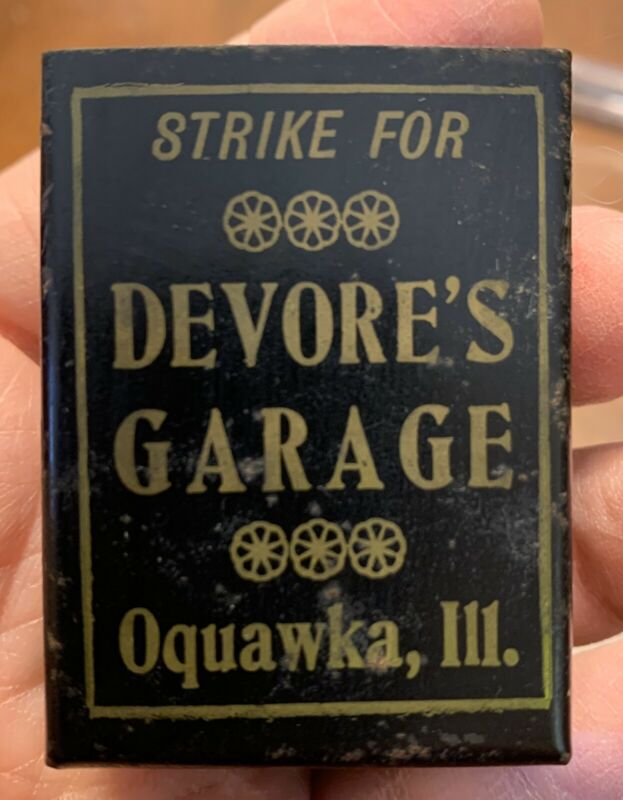 STRIKE FOR
DEVORE'S
GARAGE
Oquawka, Ill.